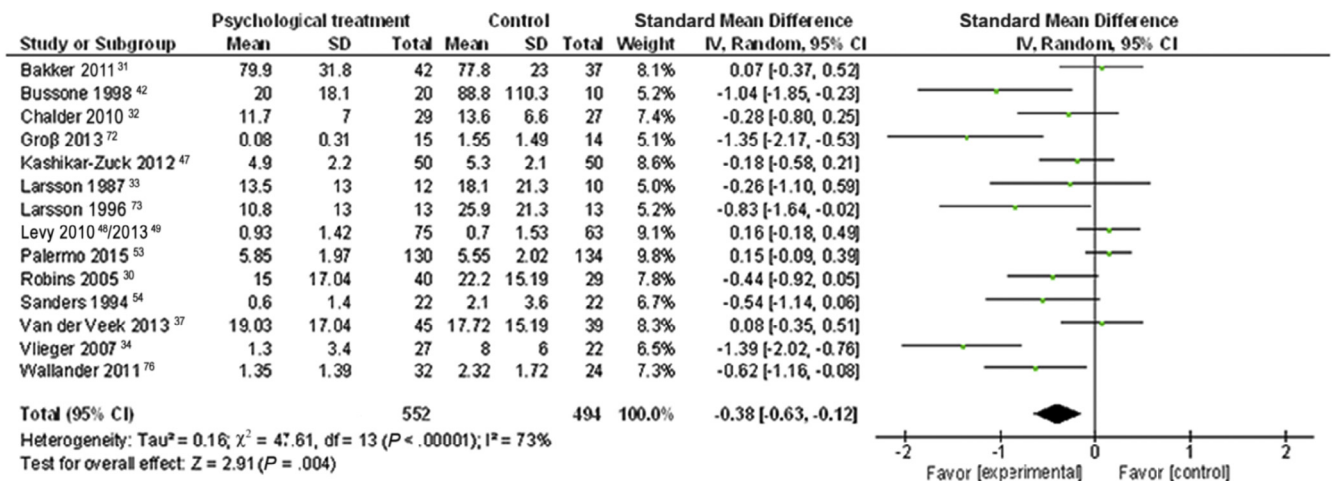 Psychological treatment Control Standard Mean Difference Standard Mean Difference
Study or Subgroup Mean SD Total Mean SD Total Weight IV, Random, 95% CI IV, Random, 95% CI
Bakker 2011 31 79.9 31.8 42 77.8 23 37 8.1% 0.07 [-0.37, 0.52]
Bussone 1998 42 20 18.1 20 88.8 110.3 10 5.2% -1.04 [-1.85, -0.23]
Chalder 2010 32 11.7 7 29 13.6 6.6 27 7.4% -0.28 [-0.80, 0.25]
Groβ 2013 72 0.08 0.31 15 1.55 1.49 14 5.1% -1.35 [-2.17, -0.53]
Kashikar-Zuck 2012 47 4.9 2.2 50 5.3 2.1 50 8.6% -0.18 [-0.58, 0.21]
Larsson 1987 33 13.5 13 12 18.1 21.3 10 5.0% -0.26 [-1.10, 0.59]
Larsson 1996 73 10.8 13 13 25.9 21.3 13 5.2% -0.83 [-1.64, -0.02]
Levy 2010 48/2013 49 0.93 1.42 75 0.7 1.53 63 9.1% 0.16 [-0.18, 0.49]
Palermo 2015 53 5.85 1.97 130 5.55 2.02 134 9.8% 0.15 [-0.09, 0.39]
Robins 2005 30 15 17.04 40 22.2 15.19 29 7.8% -0.44 [-0.92, 0.05]
Sanders 1994 54 0.6 1.4 22 2.1 3.6 22 6.7% -0.54 [-1.14, 0.06]
Van der Veek 2013 37 19.03 17.04 45 17.72 15.19 39 8.3% 0.08 [-0.35, 0.51]
Vlieger 2007 34 1.3 3.4 27 8 6 22 6.5% -1.39 [-2.02, -0.76]
Wallander 2011 76 1.35 1.39 32 2.32 1.72 24 7.3% -0.62 [-1.16, -0.08]
Total (95% CI) 552 494 100.0% -0.38 [-0.63, -0.12]
Heterogeneity: Tau² = 0.16; χ² = 47.61, df = 13 (P < .00001); I² = 73%
Test for overall effect: Z = 2.91 (P = .004)
-2 -1 0 1 2
Favor [experimental] Favor [control]